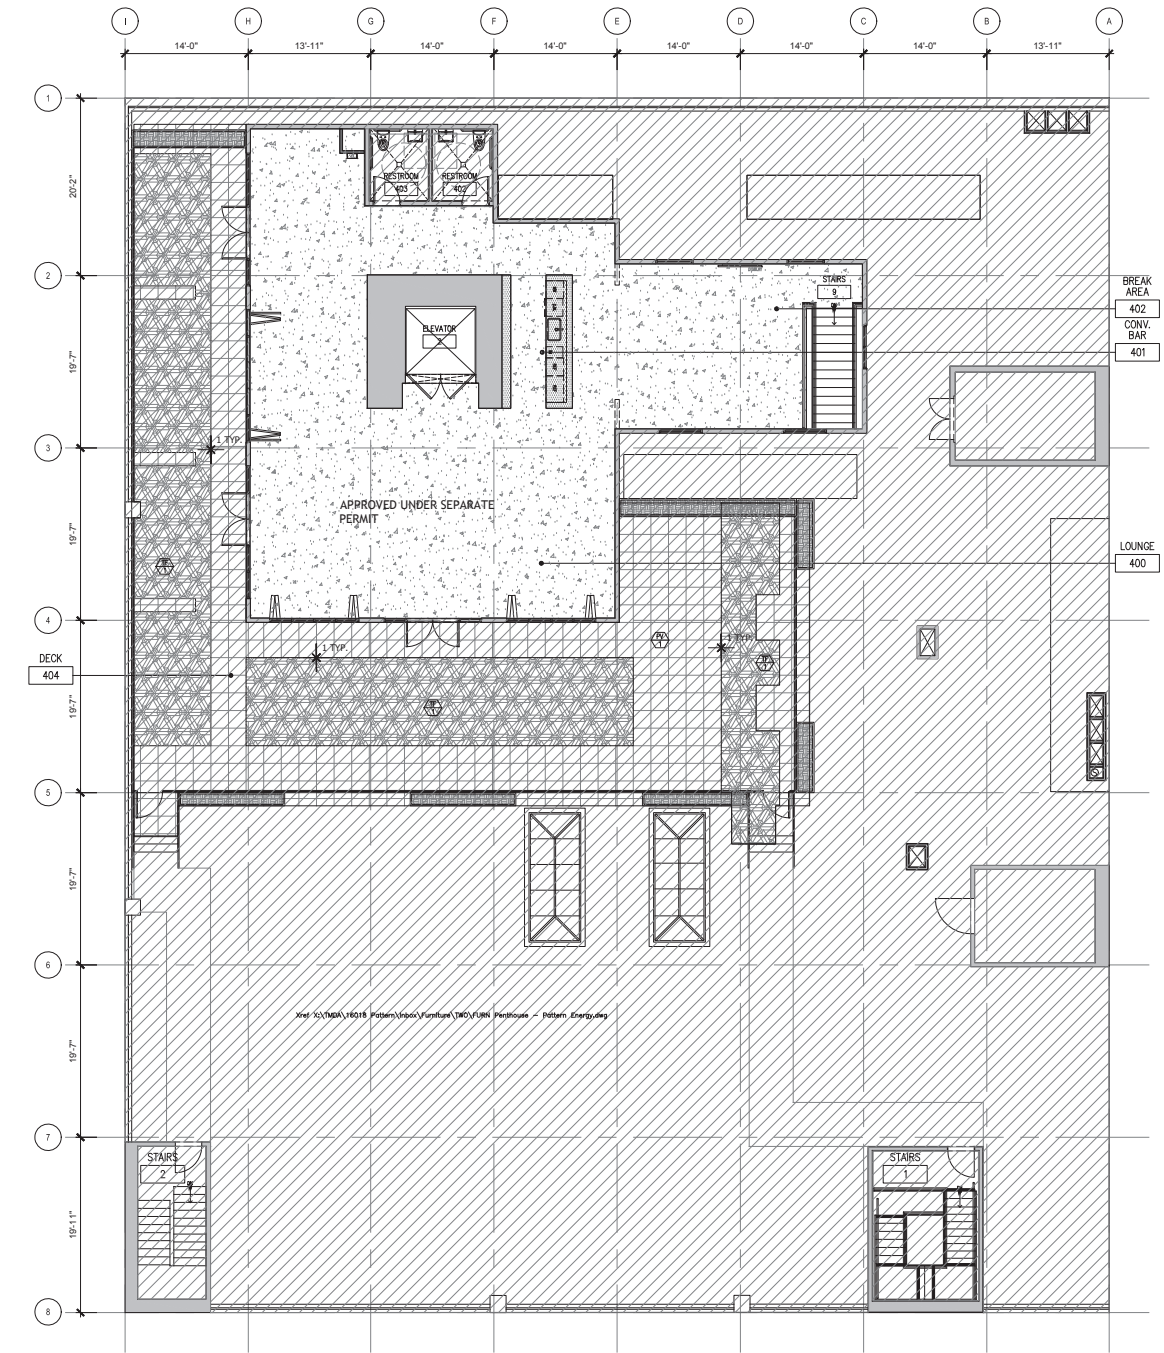 I
H
G
F
E
D
C
B
A
14'-0"
13'-11"
14'-0"
14'-0"
14'-0"
14'-0"
14'-0"
13'-11"
1
20'-2"
RESTROOM
403
RESTROOM
402
2
STAIRS
9
BREAK
AREA
402
CONV.
BAR
401
ELEVATOR
19'-7"
1 TYP.
3
APPROVED UNDER SEPARATE
PERMIT
19'-7"
LOUNGE
400
4
1 TYP.
1 TYP.
DECK
404
19'-7"
5
19'-7"
6
Xref X:\TMDA\16018 Pattern\Inbox\Furniture\TWO\FURN Penthouse - Pattern Energy.dwg
19'-7"
7
STAIRS
2
STAIRS
1
19'-11"
8